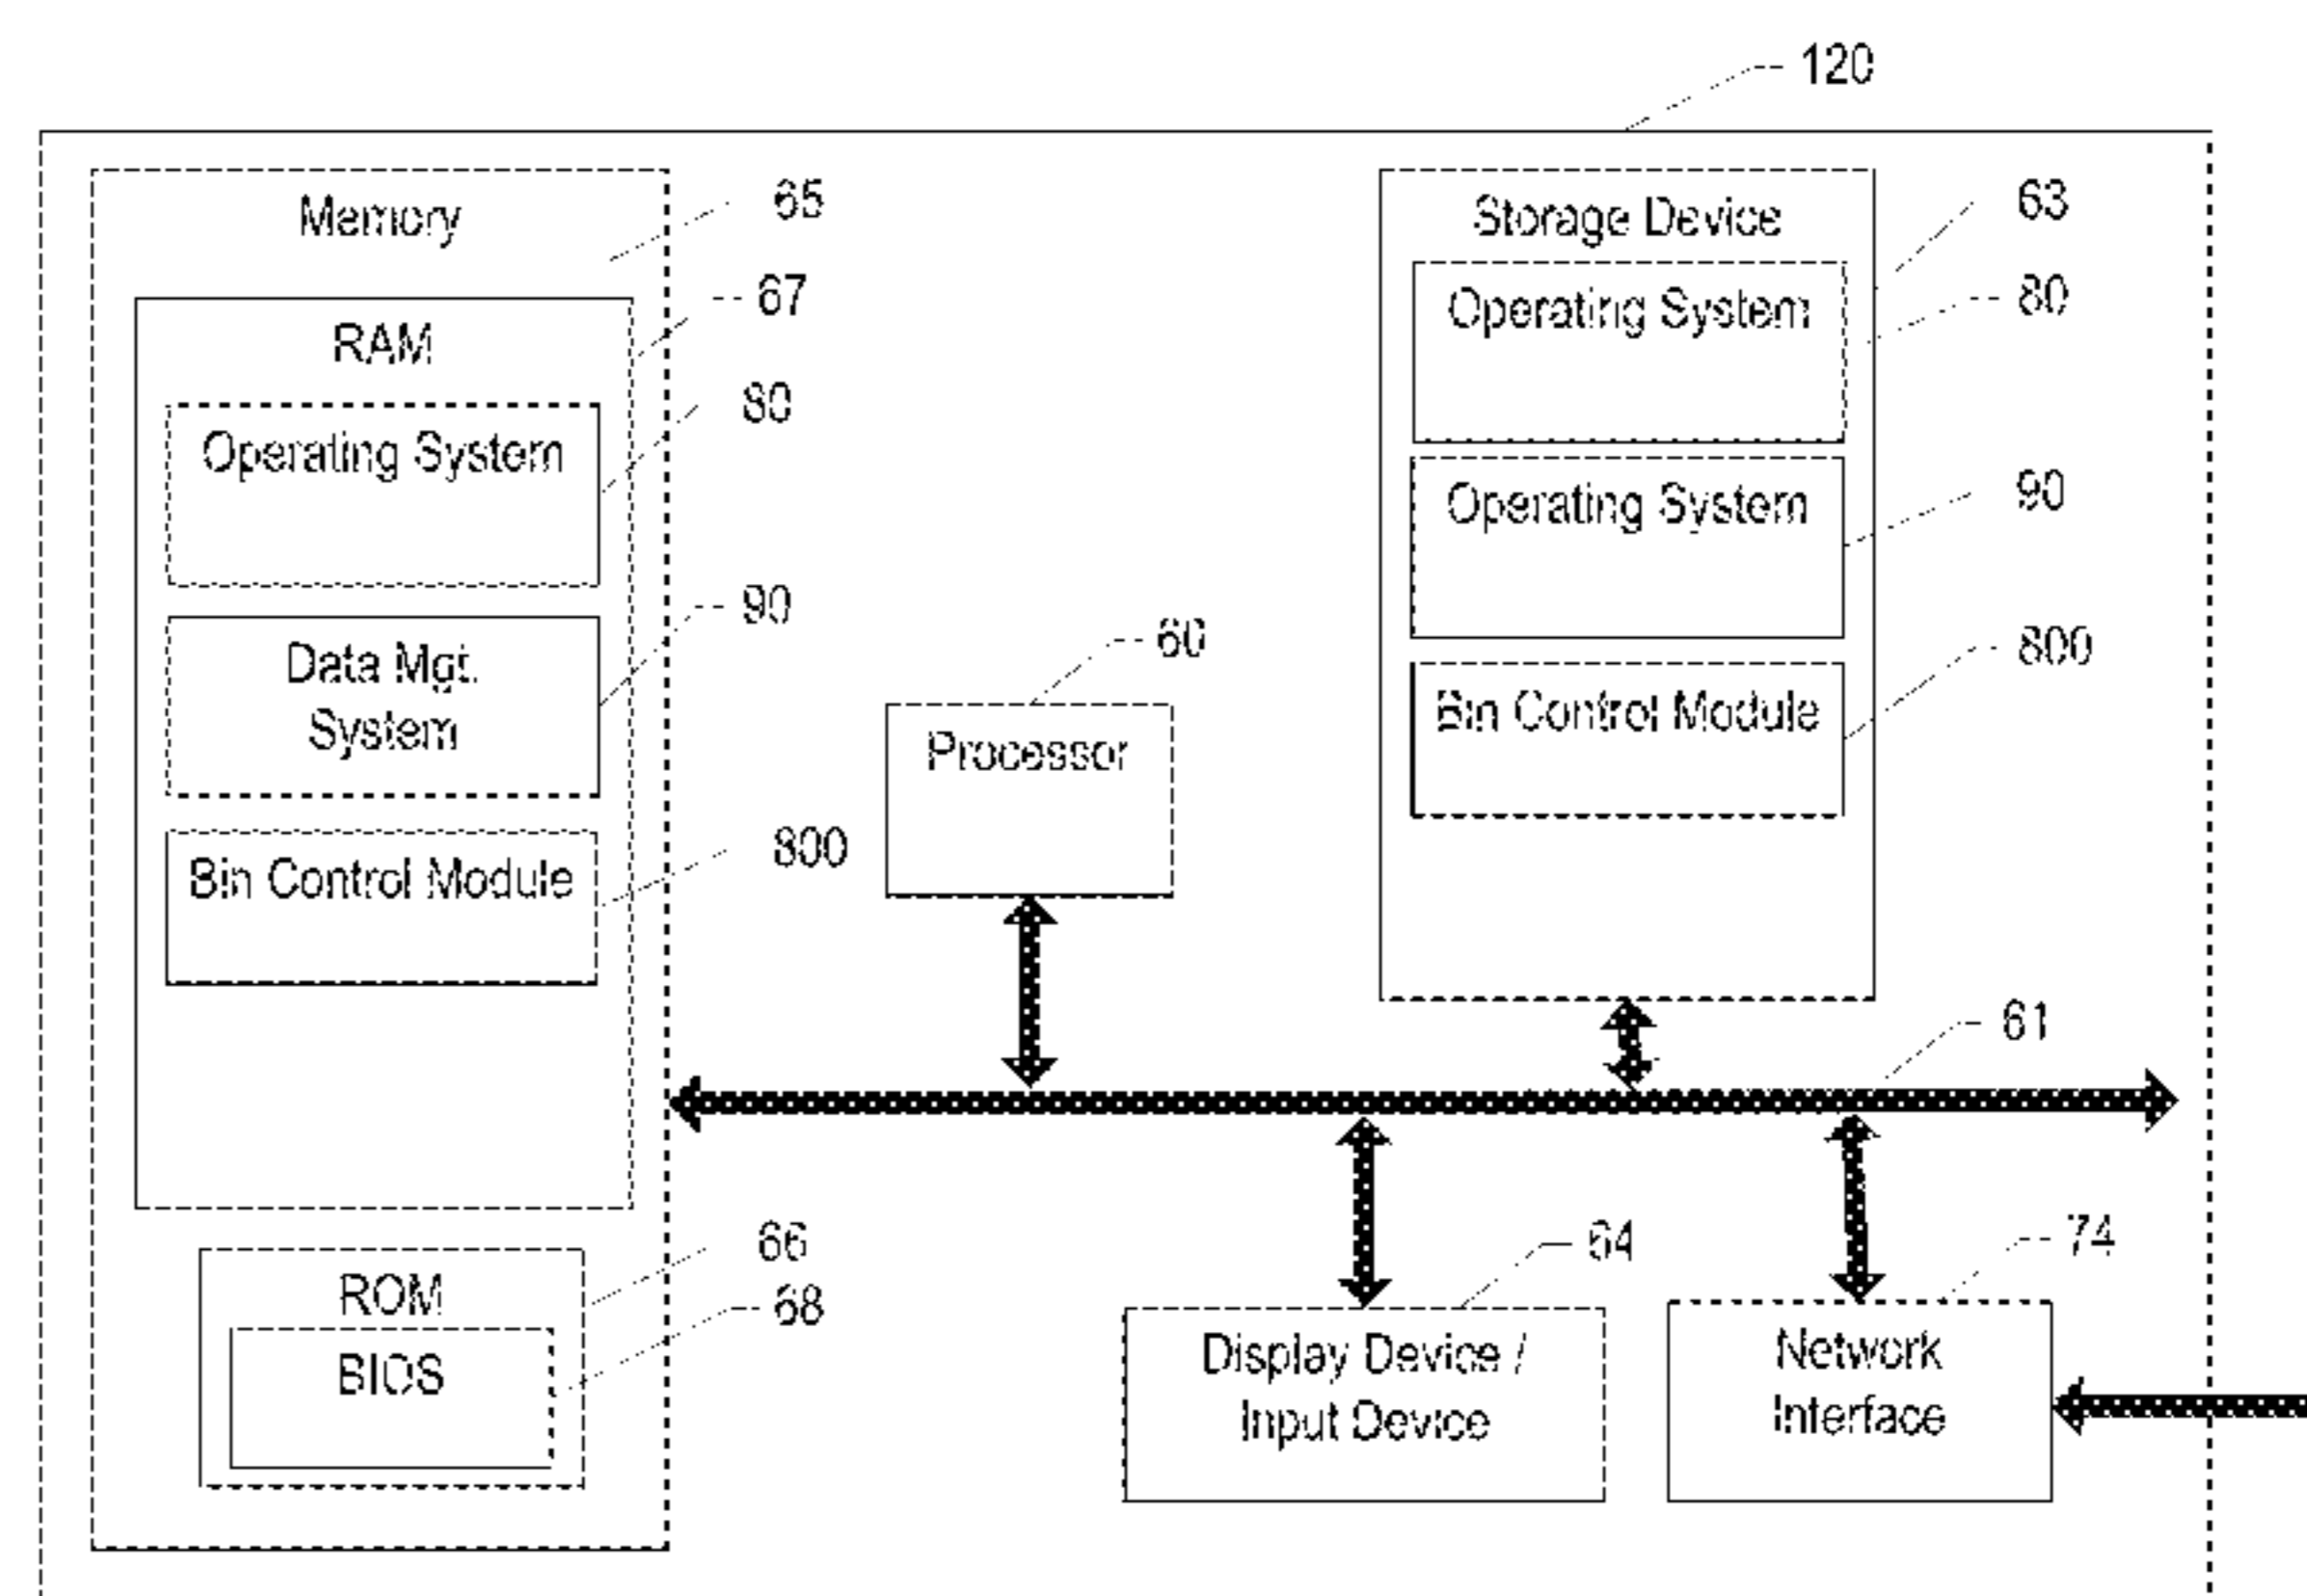 120
Memory
65
Storage Device
63
67
Operating System
80
RAM
80
Operating System
Operating System
90
90
Data Mgt.
System
60
800
Bin Control Module
Processor
800
Bin Control Module
61
66
64
74
ROM
68
Display Device /
Network
BIOS
Input Device
Interface